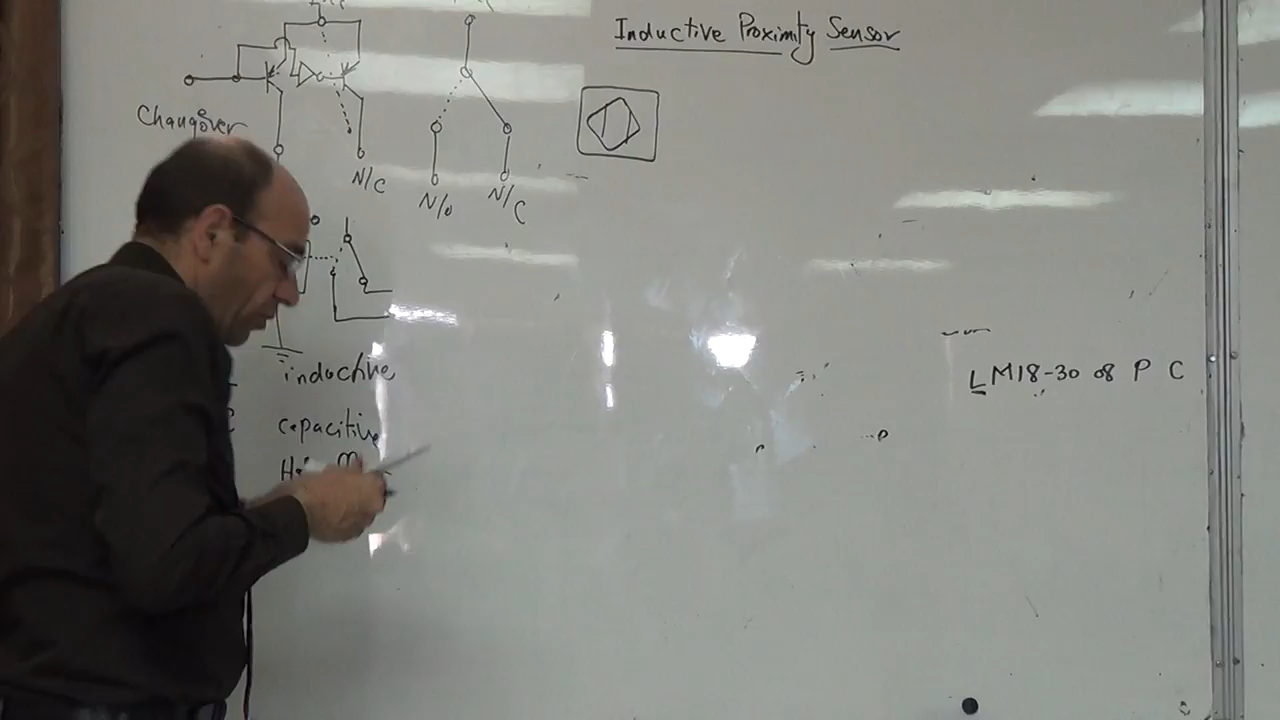 Inductive Proximity Sensor
Changover
N/C
N/O
N/C
inductive
LM18-30 08 P C
capacitive